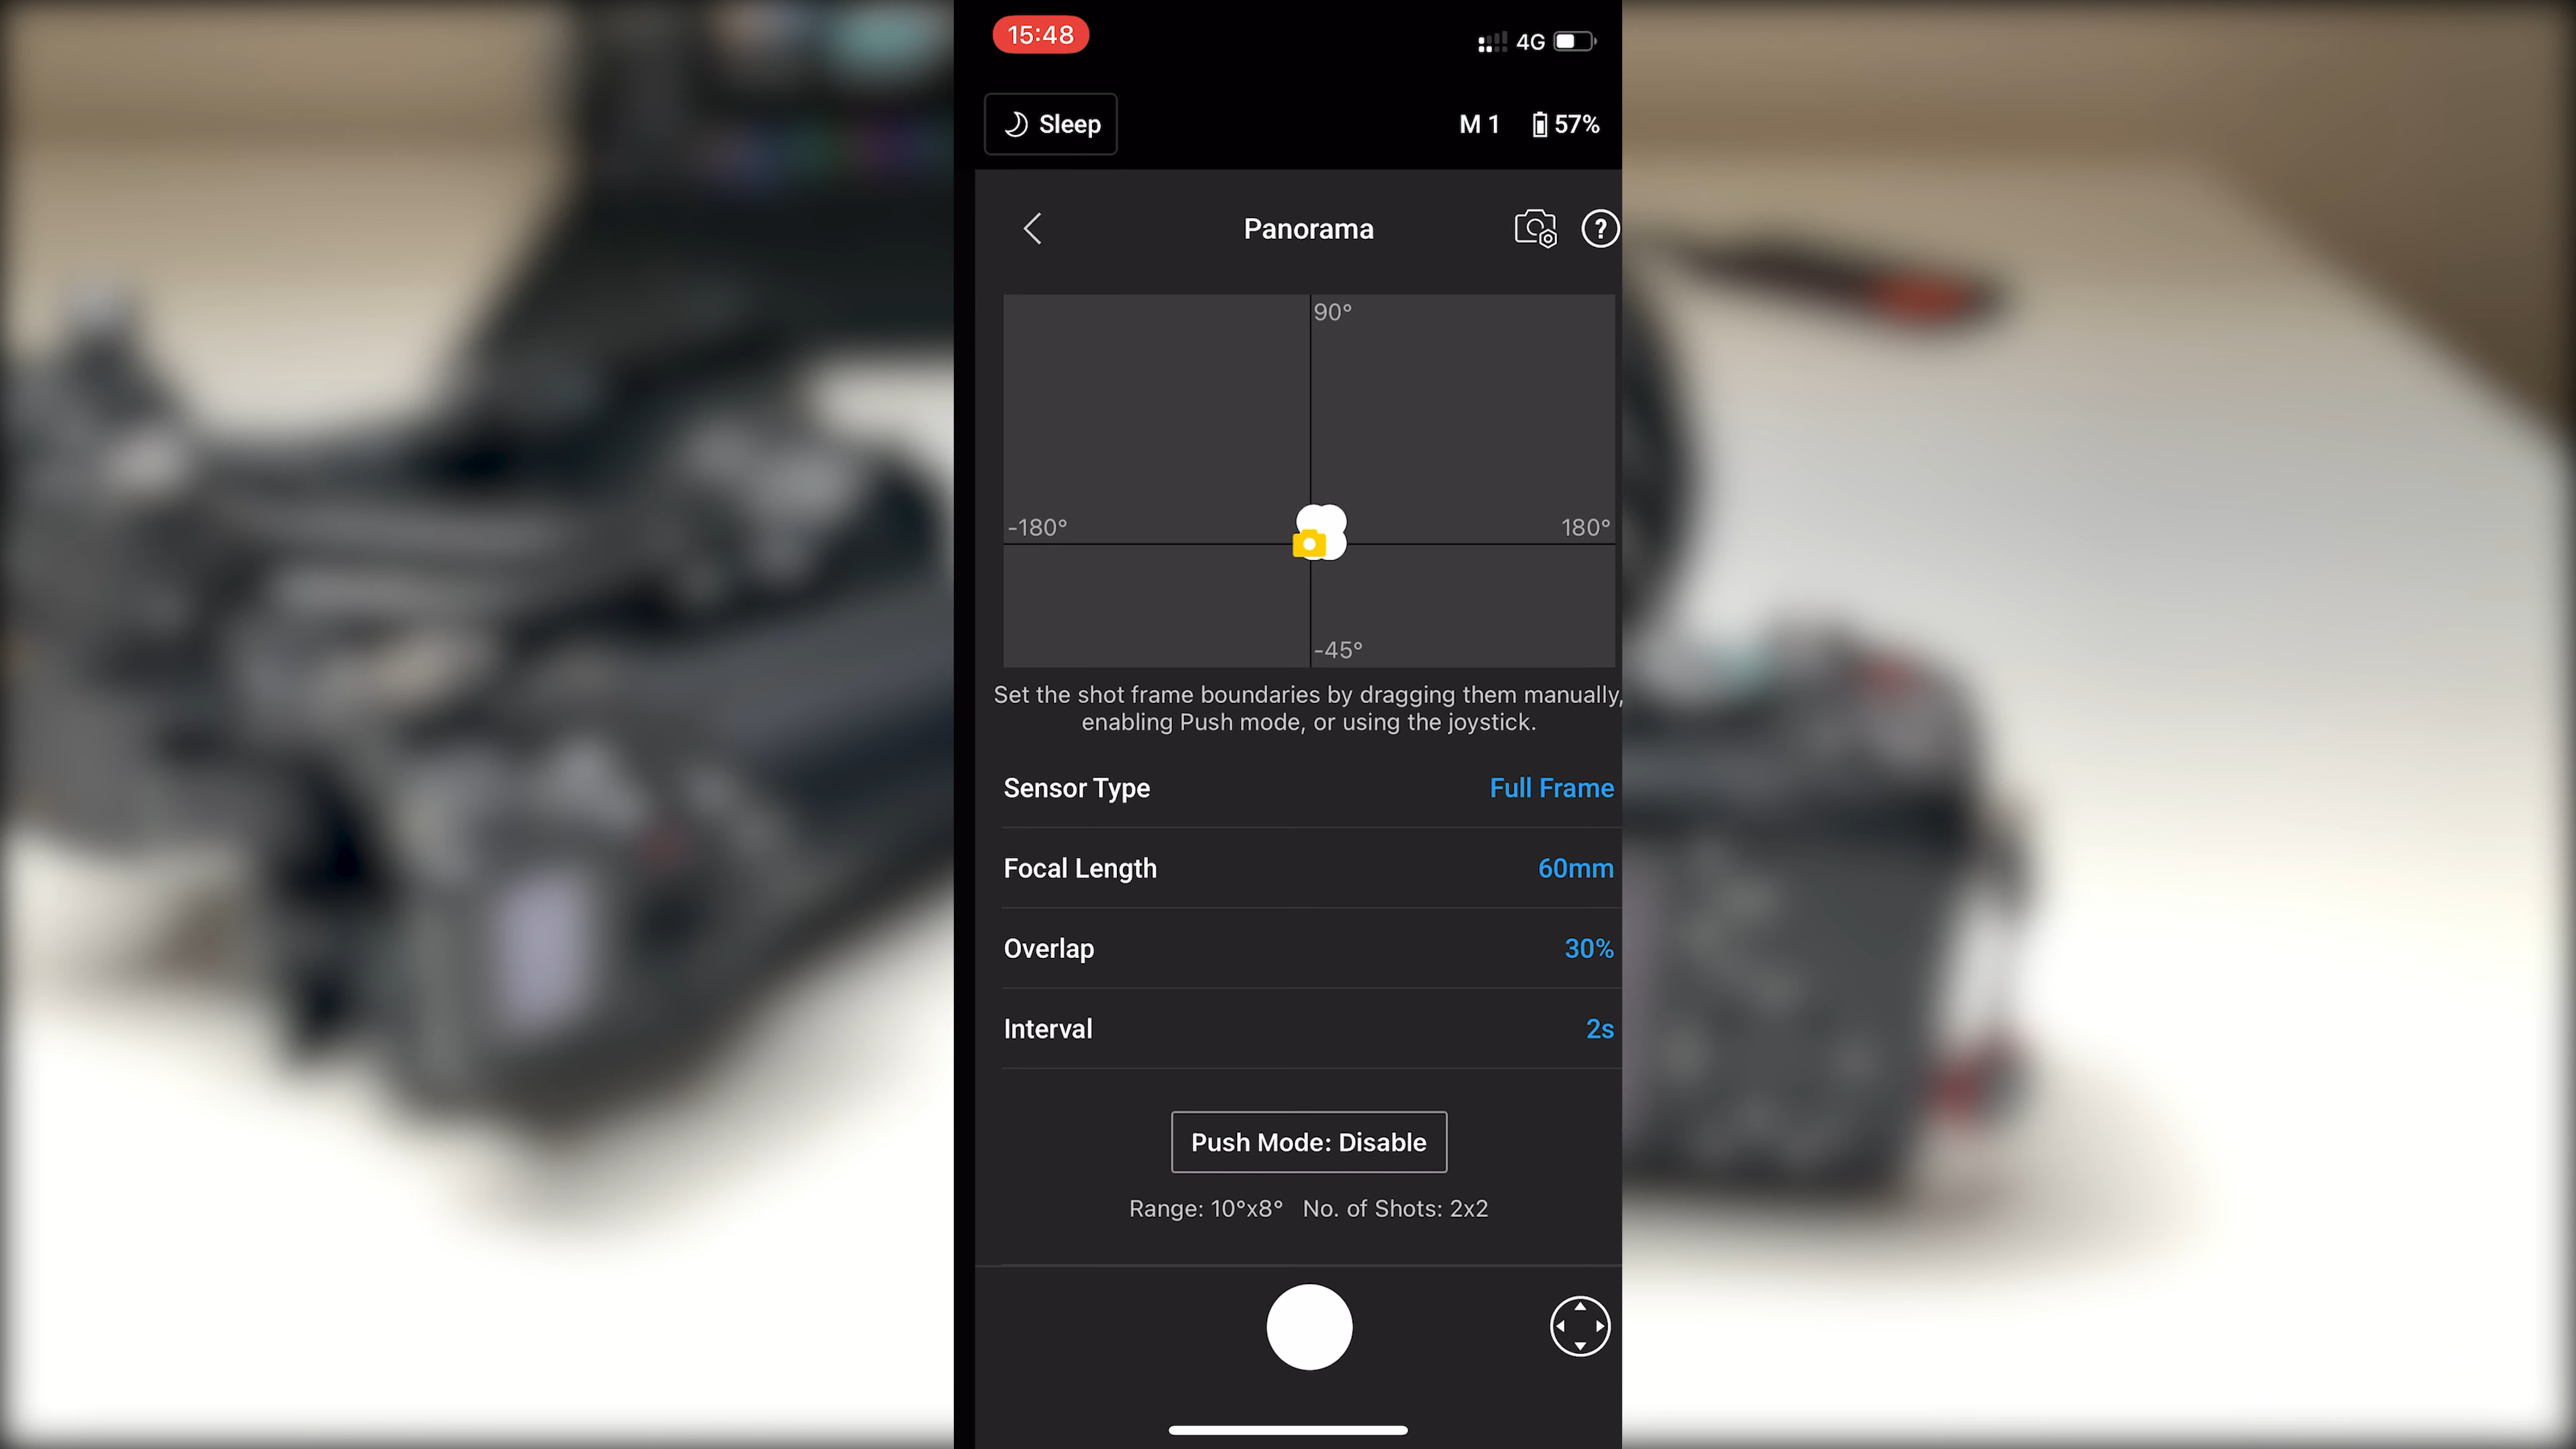 15:48
4G
Sleep
M 1
57%
Panorama
?
90°
-180°
180°
-45°
Set the shot frame boundaries by dragging them manually,
enabling Push mode, or using the joystick.
Sensor Type
Full Frame
Focal Length
60mm
Overlap
30%
Interval
2s
Push Mode: Disable
Range: 10°x8° No. of Shots: 2x2